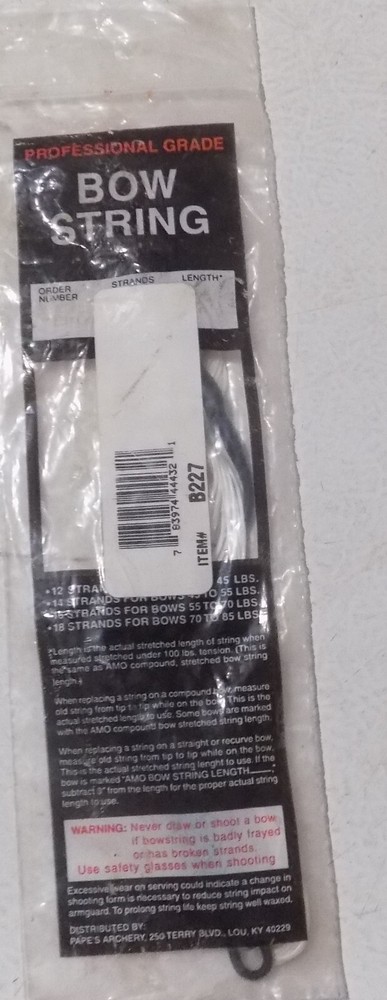 PROFESSIONAL GRADE
BOW
STRING
ORDER
NUMBER
STRANDS
LENGTH*
7 83974 44432 1
ITEM# B227
•12 STRAN 45 LBS.
•14 STRANDS FOR BOWS 45 TO 55 LBS.
STRANDS FOR BOWS 55 TO 70 LBS.
•18 STRANDS FOR BOWS 70 TO 85 LBS.
*Length is the actual stretched length of string when
measured stretched under 100 lbs. tension. (This is
the same as AMO compound, stretched bow string
length.)
When replacing a string on a compound bow, measure
old string from tip to tip while on the bow. This is the
actual stretched length to use. Some bows are marked
with the AMO compound bow stretched string length.
When replacing a string on a straight or recurve bow,
measure old string from tip to tip while on the bow.
This is the actual stretched string lenght to use. If the
bow is marked "AMO BOW STRING LENGTH____,"
subtract 3" from the length for the proper actual string
length to use.
WARNING: Never draw or shoot a bow
if bowstring is badly frayed
or has broken strands.
Use safety glasses when shooting
Excessive wear on serving could indicate a change in
shooting form is necessary to reduce string impact on
armguard. To prolong string life keep string well waxed.
DISTRIBUTED BY:
PAPE'S ARCHERY, 250 TERRY BLVD., LOU, KY 40229